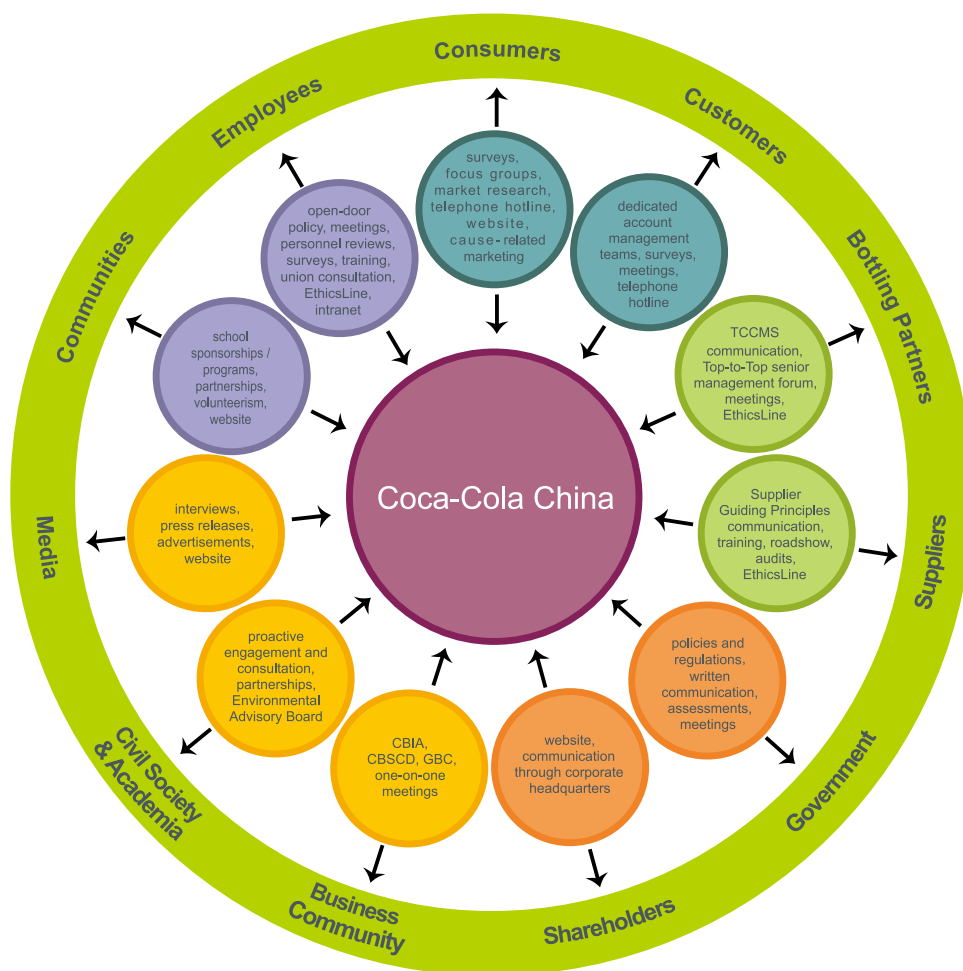 Consumers
Customers
Bottling Partners
Suppliers
Government
Shareholders
Business
Community
Civil Society
& Academia
Media
Communities
Employees
surveys,
focus groups,
market research,
telephone hotline,
website,
cause-related
marketing
dedicated
account
management
teams, surveys,
meetings,
telephone
hotline
TCCMS
communication,
Top-to-Top senior
management forum,
meetings,
EthicsLine
Supplier
Guiding Principles
communication,
training, roadshow,
audits,
EthicsLine
policies and
regulations,
written
communication,
assessments,
meetings
website,
communication
through corporate
headquarters
CBIA,
CBSCD, GBC,
one-on-one
meetings
proactive
engagement and
consultation,
partnerships,
Environmental
Advisory Board
interviews,
press releases,
advertisements,
website
school
sponsorships /
programs,
partnerships,
volunteerism,
website
open-door
policy, meetings,
personnel reviews,
surveys, training,
union consultation,
EthicsLine,
intranet
Coca-Cola China